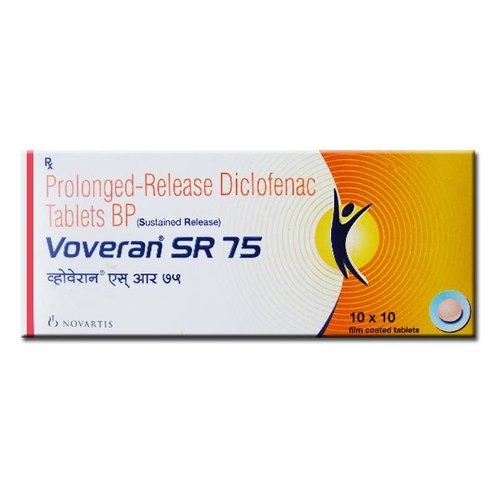 Rx
Prolonged-Release Diclofenac
Tablets BP (Sustained Release)
Voveran® SR 75
व्होवेरान® एस् आर ७५
NOVARTIS
10 x 10
film coated tablets